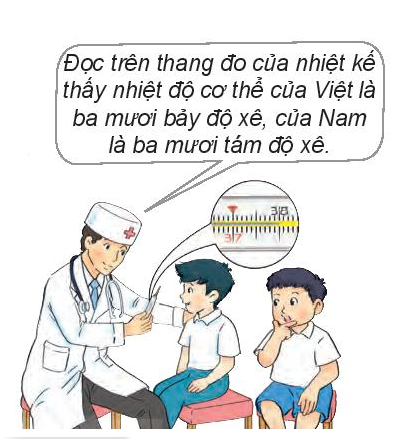 Đọc trên thang đo của nhiệt kế
thấy nhiệt độ cơ thể của Việt là
ba mươi bảy độ xê, của Nam
là ba mươi tám độ xê.
38
37